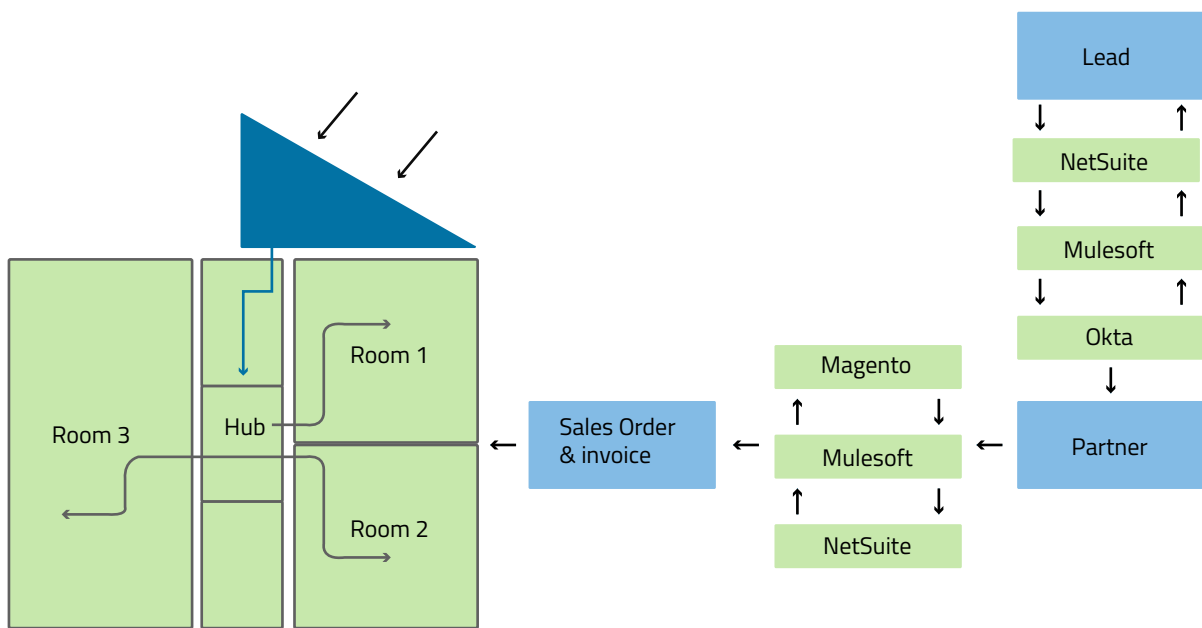 Lead
NetSuite
Mulesoft
Okta
Partner
Magento
Mulesoft
NetSuite
Sales Order
& invoice
Room 1
Hub
Room 3
Room 2